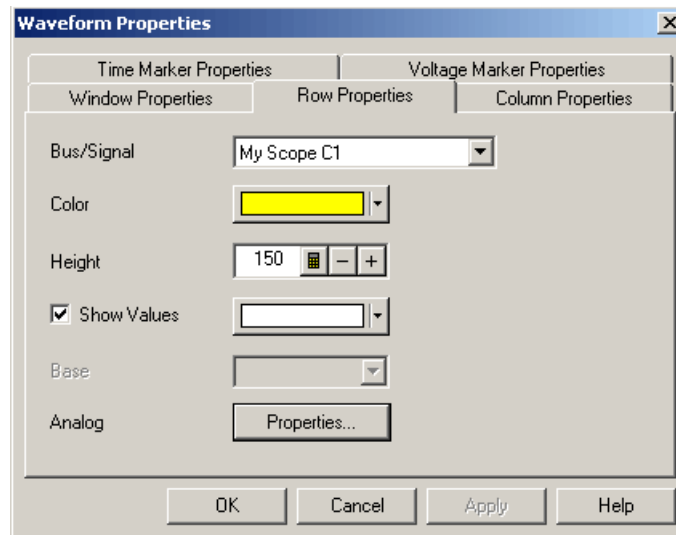 Waveform Properties
Time Marker Properties Voltage Marker Properties
Window Properties Row Properties Column Properties
Bus/Signal My Scope C1
Color
Height 150 − +
Show Values
Base
Analog Properties...
OK Cancel Apply Help